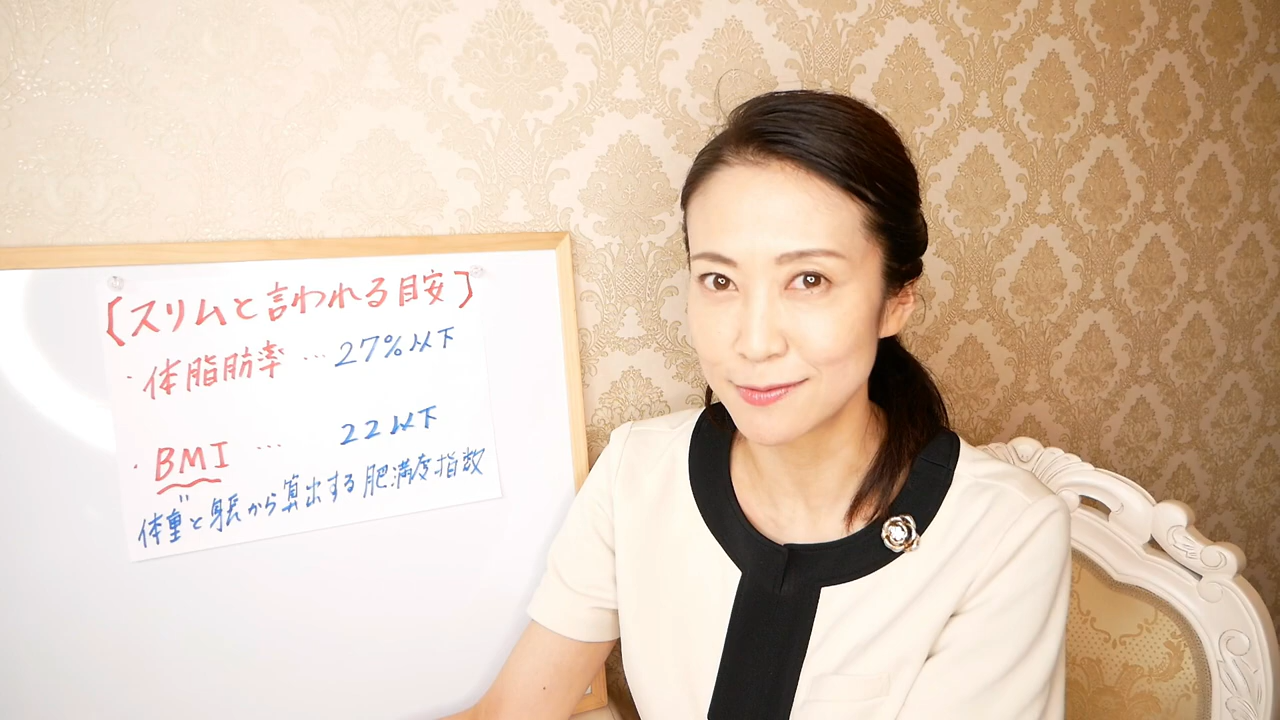 【スリムと言われる目安】
・体脂肪率 … 27%以下
・BMI … 22以下
体重と身長から算出する肥満度指数